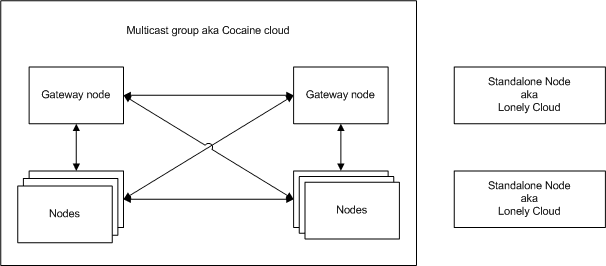 Multicast group aka Cocaine cloud
Gateway node
Gateway node
Standalone Node
aka
Lonely Cloud
Nodes
Nodes
Standalone Node
aka
Lonely Cloud